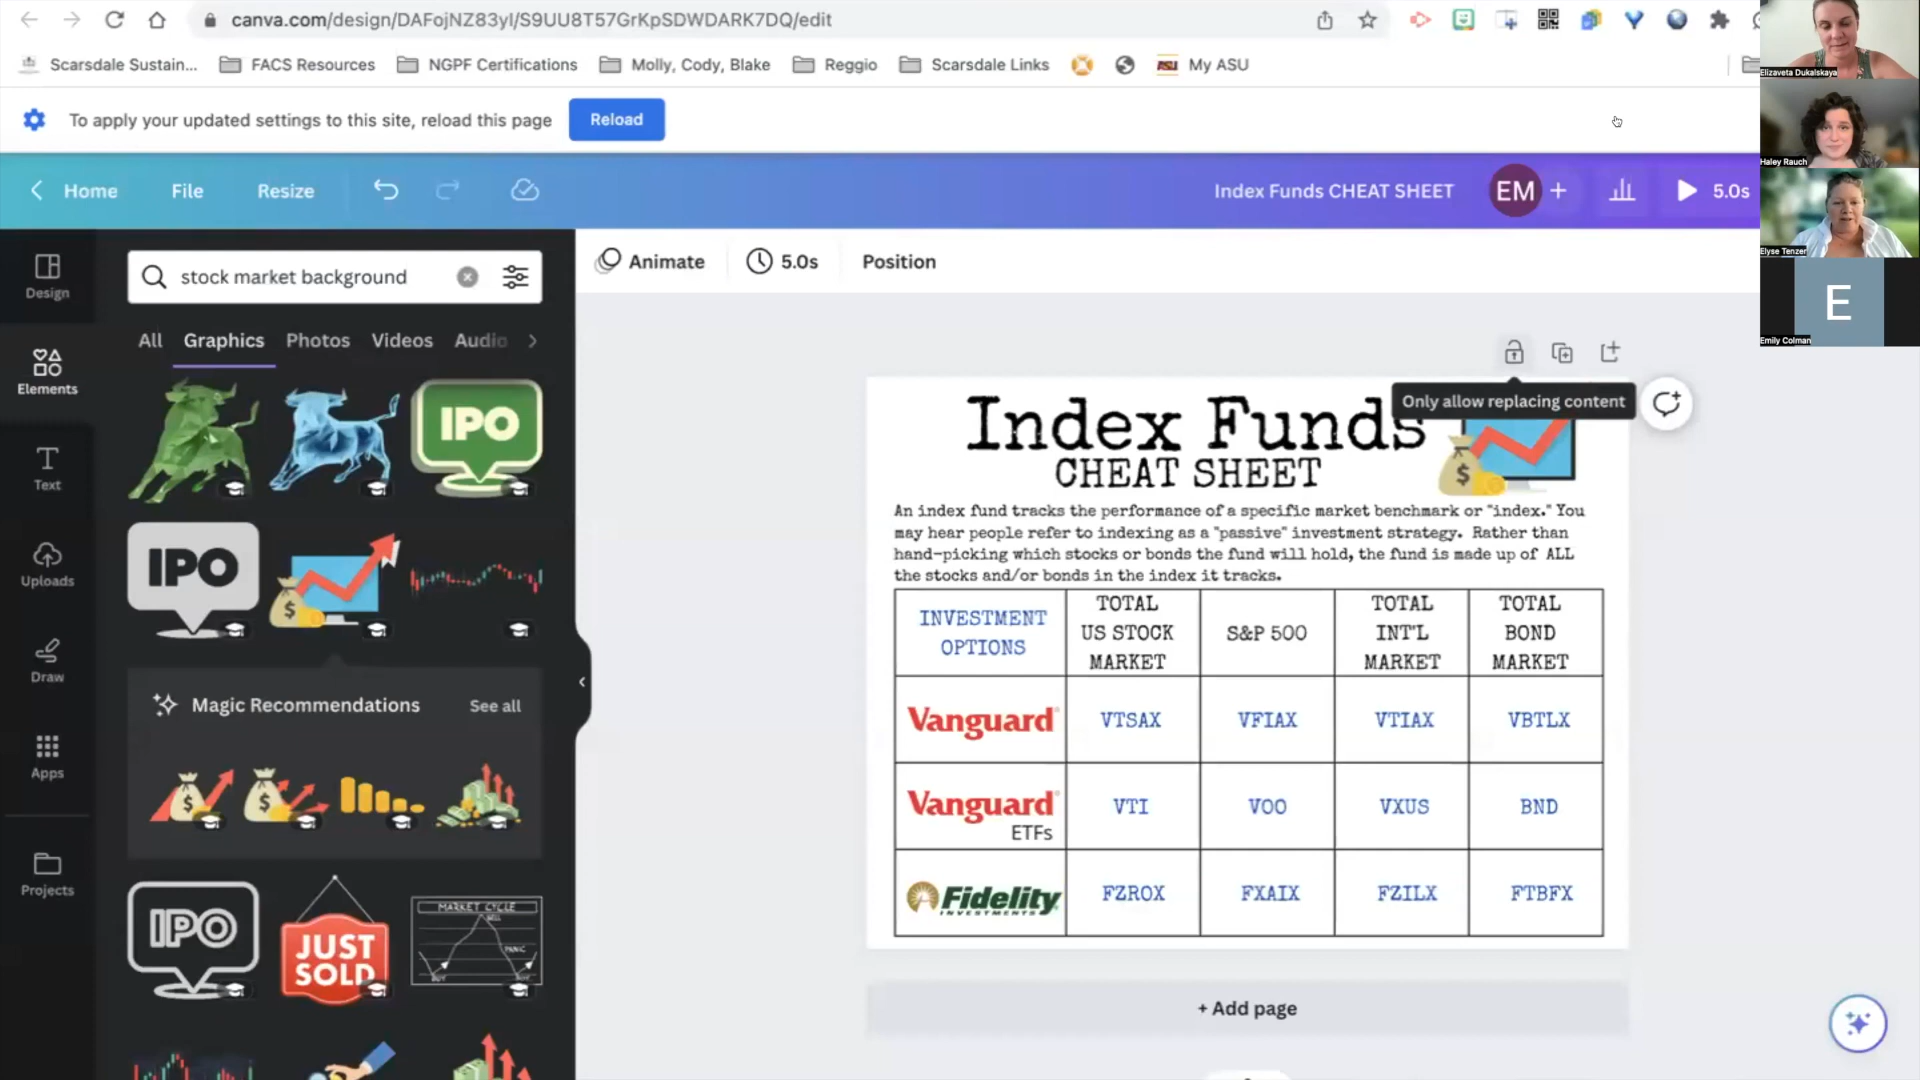 canva.com/design/DAFojNZ83yI/S9UU8T57GrKpSDWDARK7DQ/edit
Scarsdale Sustain... FACS Resources NGPF Certifications Molly, Cody, Blake Reggio Scarsdale Links ASU My ASU
To apply your updated settings to this site, reload this page Reload
Home File Resize Index Funds CHEAT SHEET EM + 5.0s
Elizaveta Dukalskaya
Haley Rauch
Elyse Tenzer
E
Emily Colman
Design
Elements
Text
Uploads
Draw
Apps
Projects
stock market background
All Graphics Photos Videos Audio
IPO
IPO
Magic Recommendations See all
IPO
JUST
SOLD
MARKET CYCLE
SELL
PANIC
BUY
BUY
Animate 5.0s Position
Only allow replacing content
Index Funds
CHEAT SHEET
An index fund tracks the performance of a specific market benchmark or "index." You
may hear people refer to indexing as a "passive" investment strategy. Rather than
hand-picking which stocks or bonds the fund will hold, the fund is made up of ALL
the stocks and/or bonds in the index it tracks.
INVESTMENT OPTIONS TOTAL US STOCK MARKET S&P 500 TOTAL INT'L MARKET TOTAL BOND MARKET
Vanguard VTSAX VFIAX VTIAX VBTLX
Vanguard ETFs VTI VOO VXUS BND
Fidelity INVESTMENTS FZROX FXAIX FZILX FTBFX
+ Add page